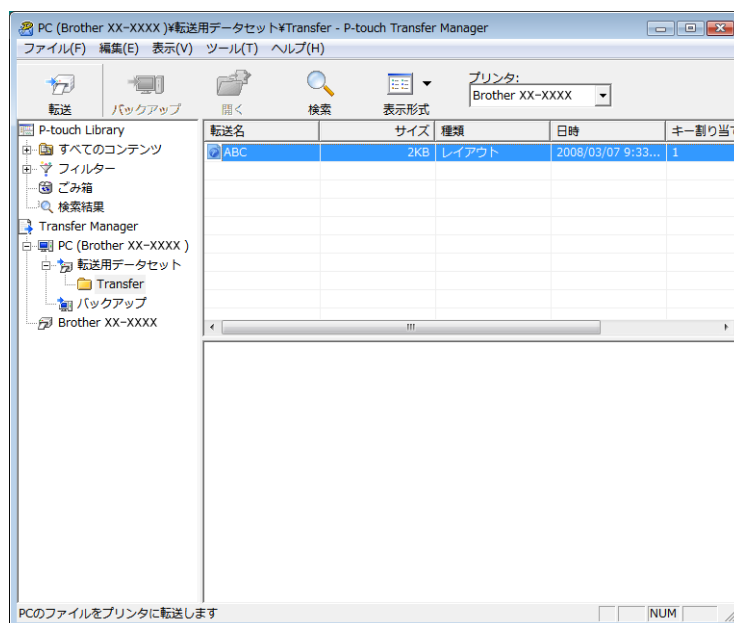 PC (Brother XX-XXXX )¥転送用データセット¥Transfer - P-touch Transfer Manager
ファイル(F) 編集(E) 表示(V) ツール(T) ヘルプ(H)
転送
バックアップ
開く
検索
表示形式
プリンタ:
Brother XX-XXXX
P-touch Library
すべてのコンテンツ
フィルター
ごみ箱
検索結果
Transfer Manager
PC (Brother XX-XXXX )
転送用データセット
Transfer
バックアップ
Brother XX-XXXX
転送名 サイズ 種類 日時 キー割り当て
ABC 2KB レイアウト 2008/03/07 9:33... 1
PCのファイルをプリンタに転送します
NUM